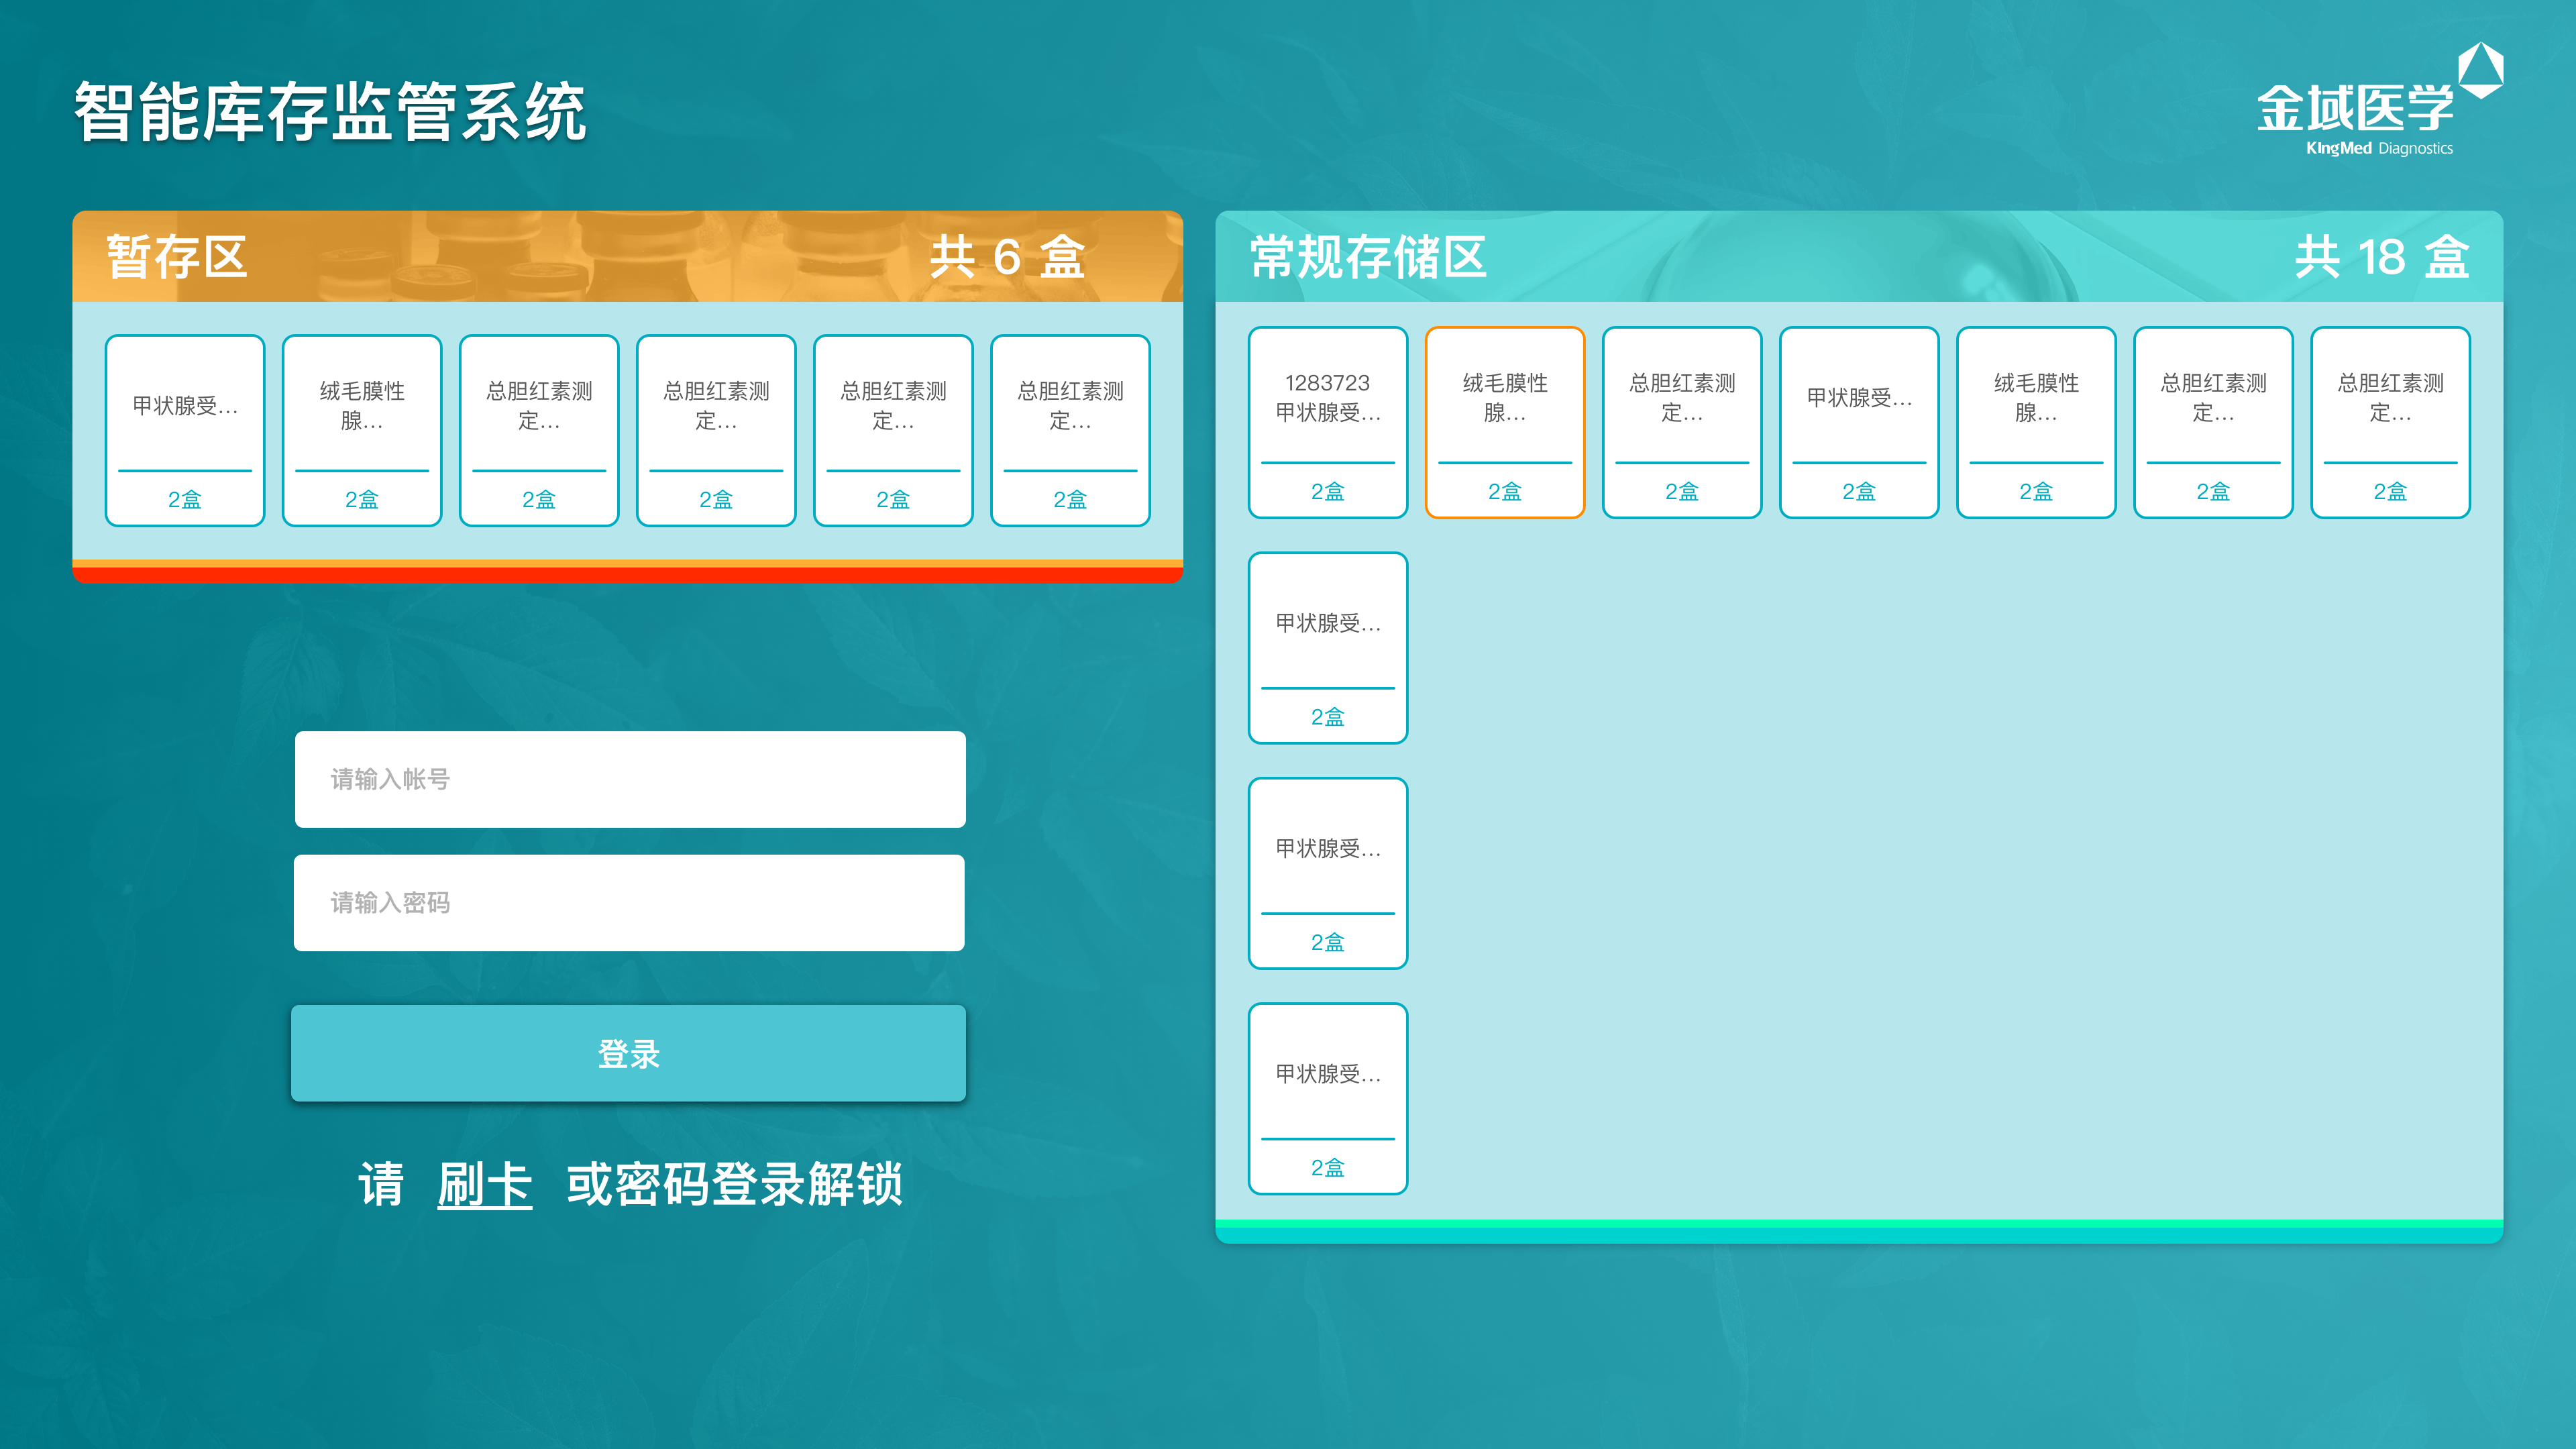 智能库存监管系统
金域医学
KIngMed Diagnostics
暂存区
共 6 盒
甲状腺受...
2盒
绒毛膜性
腺...
2盒
总胆红素测
定...
2盒
总胆红素测
定...
2盒
总胆红素测
定...
2盒
总胆红素测
定...
2盒
请输入帐号
请输入密码
登录
请 刷卡 或密码登录解锁
常规存储区
共 18 盒
1283723
甲状腺受...
2盒
绒毛膜性
腺...
2盒
总胆红素测
定...
2盒
甲状腺受...
2盒
绒毛膜性
腺...
2盒
总胆红素测
定...
2盒
总胆红素测
定...
2盒
甲状腺受...
2盒
甲状腺受...
2盒
甲状腺受...
2盒